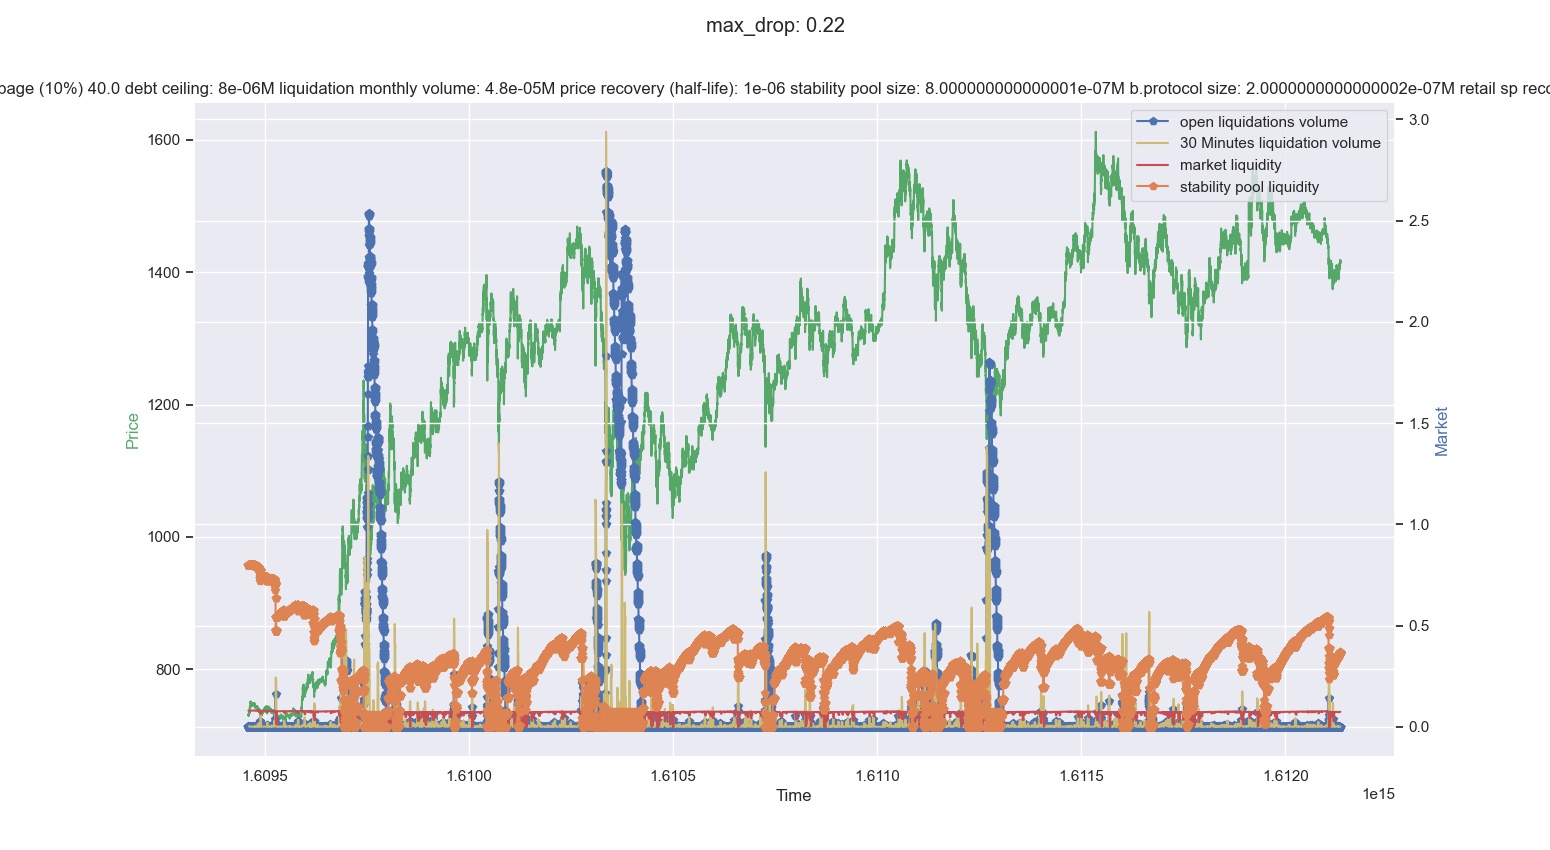 max_drop: 0.22
page (10%) 40.0 debt ceiling: 8e-06M liquidation monthly volume: 4.8e-05M price recovery (half-life): 1e-06 stability pool size: 8.000000000000001e-07M b.protocol size: 2.0000000000000002e-07M retail sp reco
open liquidations volume
30 Minutes liquidation volume
market liquidity
stability pool liquidity
1600
1400
1200
1000
800
Price
3.0
2.5
2.0
1.5
1.0
0.5
0.0
Market
1.6095 1.6100 1.6105 1.6110 1.6115 1.6120
Time
1e15